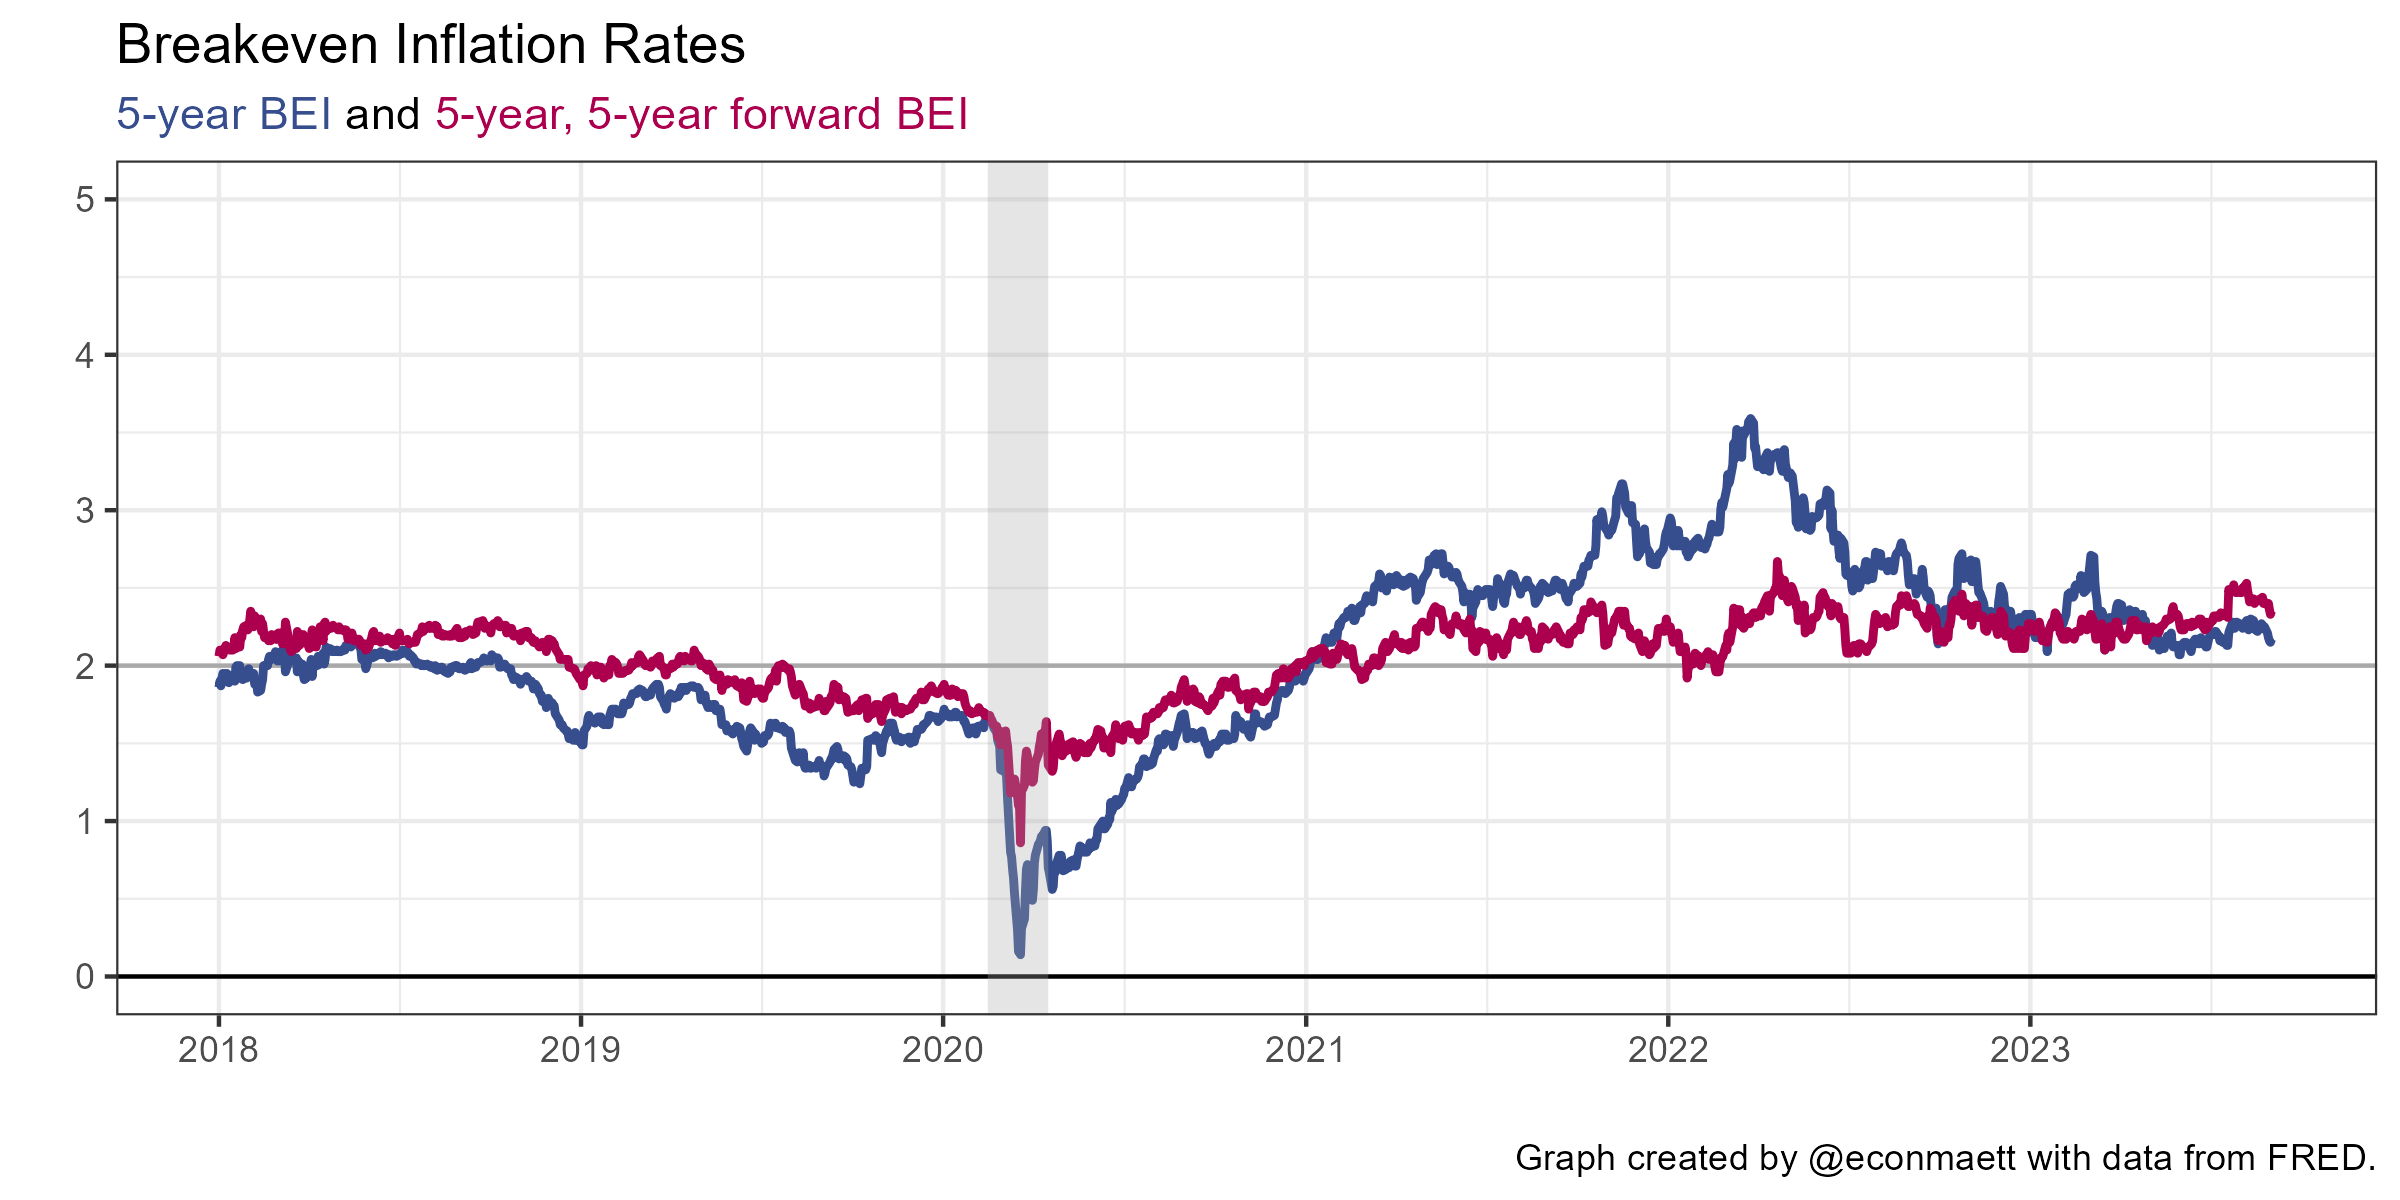 Breakeven Inflation Rates
5-year BEI and 5-year, 5-year forward BEI
5
4
3
2
1
0
2018 2019 2020 2021 2022 2023
Graph created by @econmaett with data from FRED.